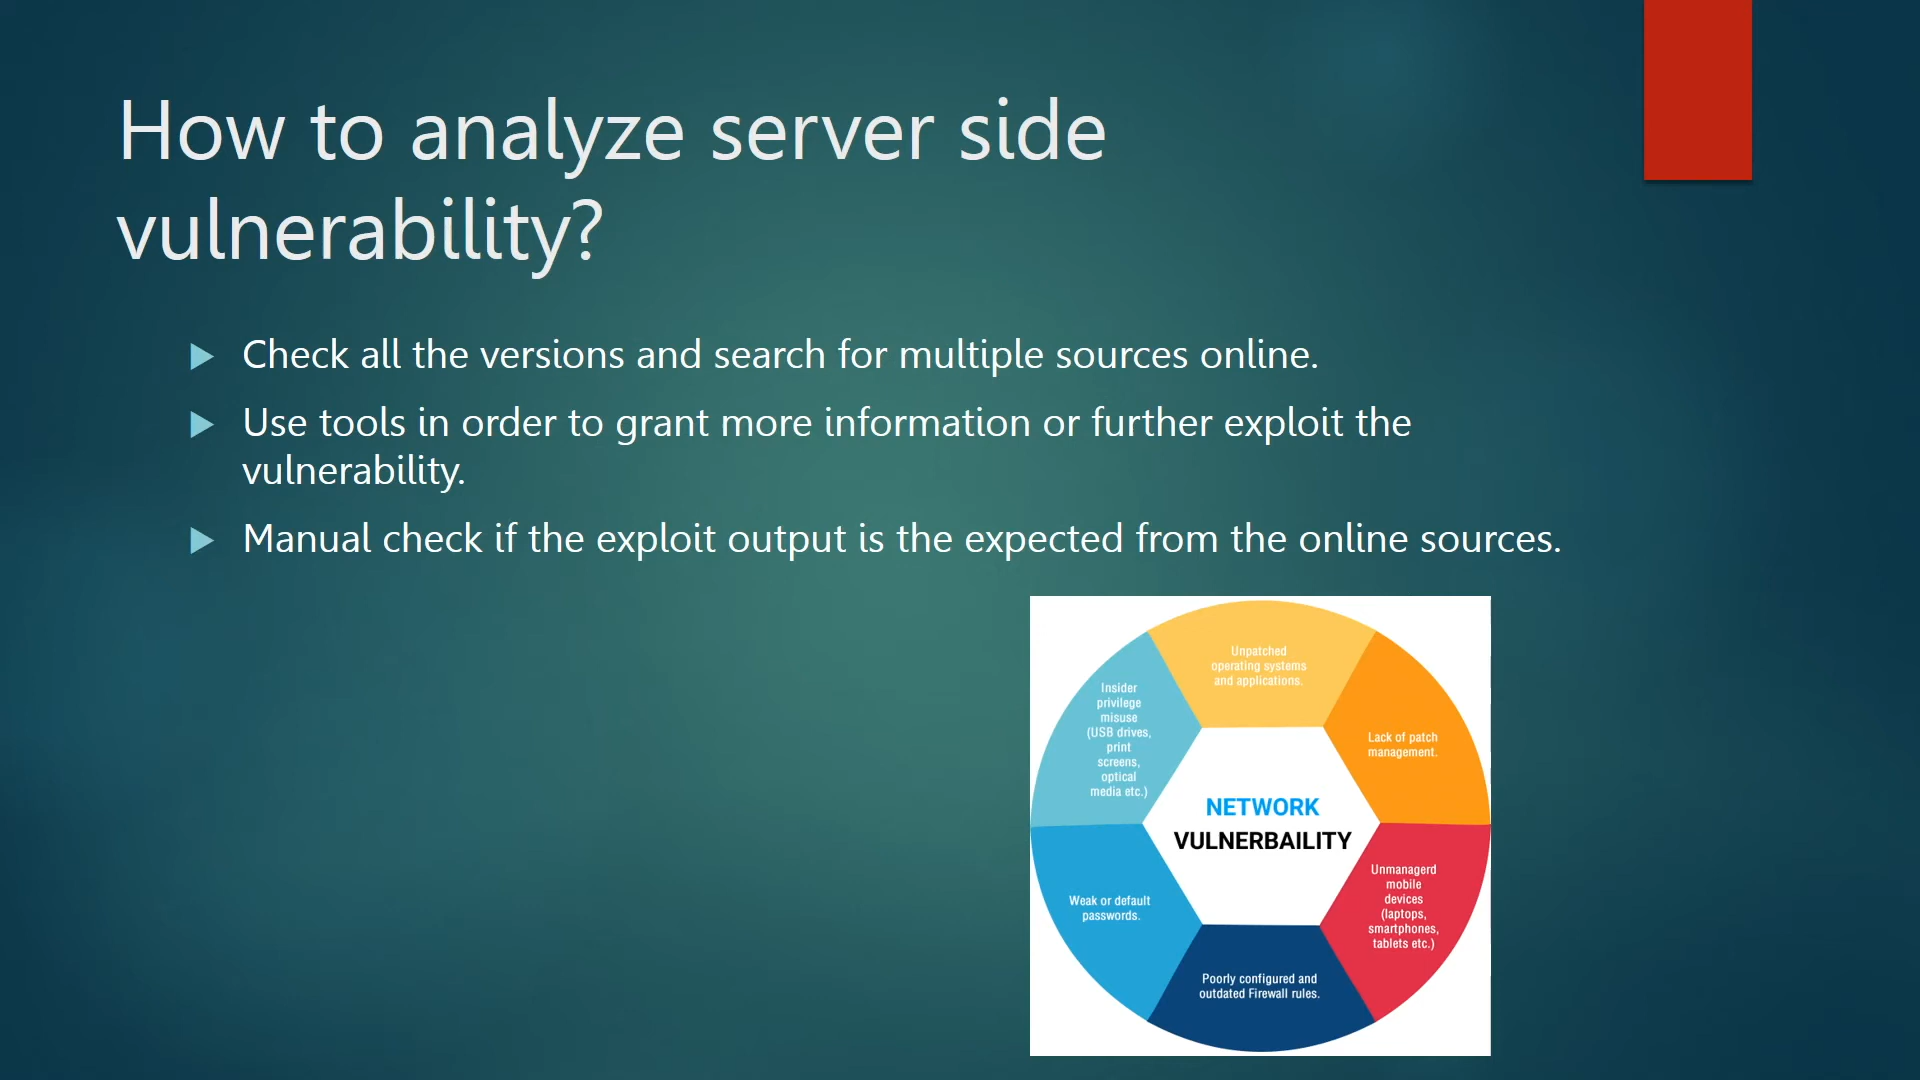 How to analyze server side
vulnerability?
Check all the versions and search for multiple sources online.
Use tools in order to grant more information or further exploit the
vulnerability.
Manual check if the exploit output is the expected from the online sources.
Unpatched
operating systems
and applications.
Lack of patch
management.
Unmanagerd
mobile
devices
(laptops,
smartphones,
tablets etc.)
Poorly configured and
outdated Firewall rules.
Weak or default
passwords.
Insider
privilege
misuse
(USB drives,
print
screens,
optical
media etc.)
NETWORK
VULNERBAILITY